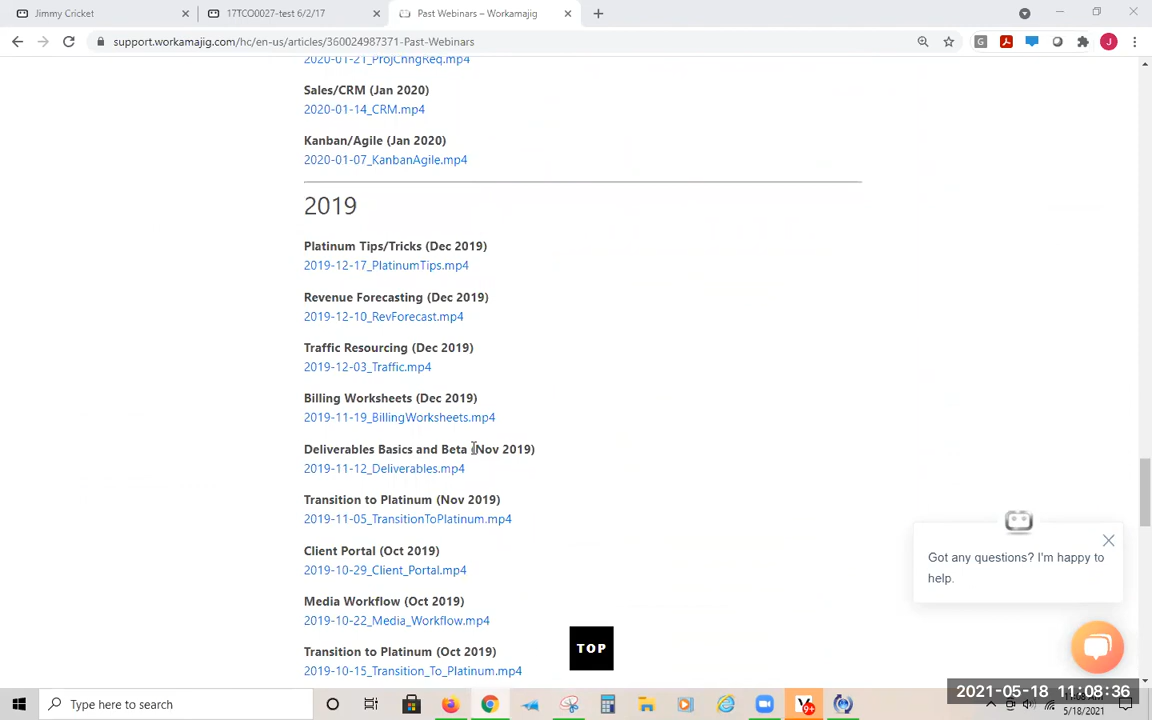 Jimmy Cricket
17TCO0027-test 6/2/17
Past Webinars – Workamajig
support.workamajig.com/hc/en-us/articles/360024987371-Past-Webinars
2020-01-21_ProjChngReq.mp4
Sales/CRM (Jan 2020)
2020-01-14_CRM.mp4
Kanban/Agile (Jan 2020)
2020-01-07_KanbanAgile.mp4
2019
Platinum Tips/Tricks (Dec 2019)
2019-12-17_PlatinumTips.mp4
Revenue Forecasting (Dec 2019)
2019-12-10_RevForecast.mp4
Traffic Resourcing (Dec 2019)
2019-12-03_Traffic.mp4
Billing Worksheets (Dec 2019)
2019-11-19_BillingWorksheets.mp4
Deliverables Basics and Beta (Nov 2019)
2019-11-12_Deliverables.mp4
Transition to Platinum (Nov 2019)
2019-11-05_TransitionToPlatinum.mp4
Client Portal (Oct 2019)
2019-10-29_Client_Portal.mp4
Media Workflow (Oct 2019)
2019-10-22_Media_Workflow.mp4
Transition to Platinum (Oct 2019)
2019-10-15_Transition_To_Platinum.mp4
Got any questions? I'm happy to
help.
TOP
Type here to search
2021-05-18 11:08:36
5/18/2021